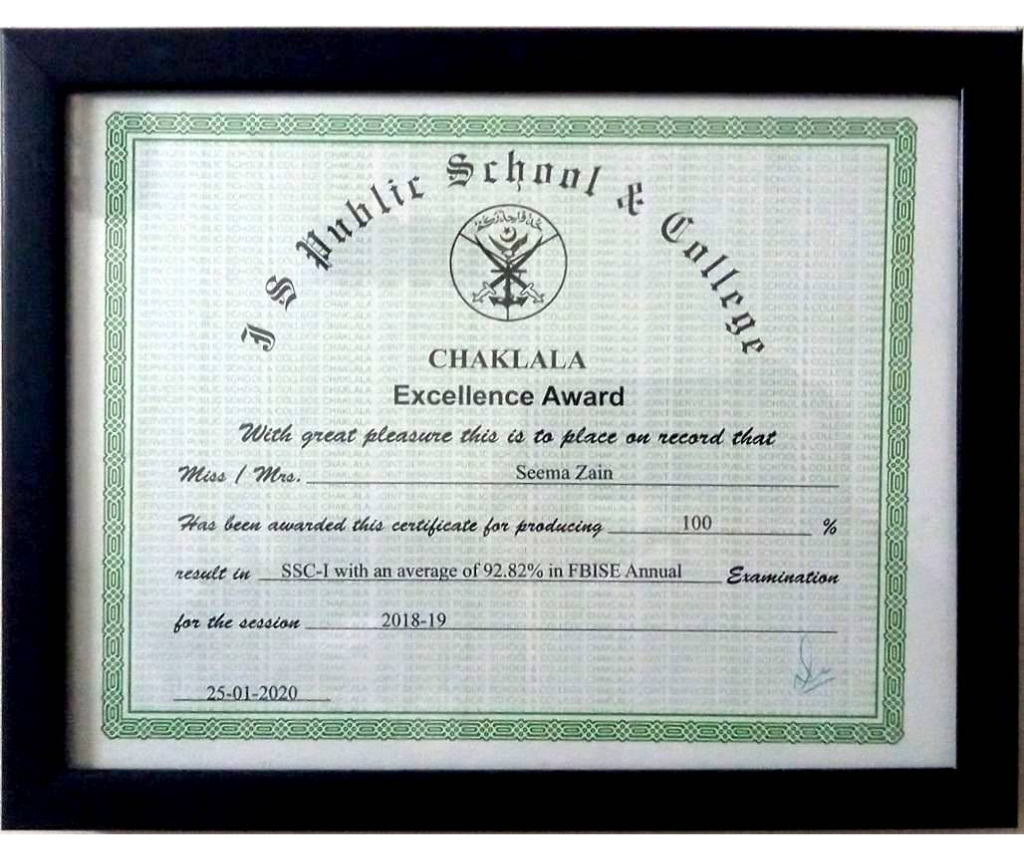 J S Public School & College
CHAKLALA
Excellence Award
With great pleasure this is to place on record that
Miss / Mrs. Seema Zain
Has been awarded this certificate for producing 100 %
result in SSC-I with an average of 92.82% in FBISE Annual Examination
for the session 2018-19
25-01-2020